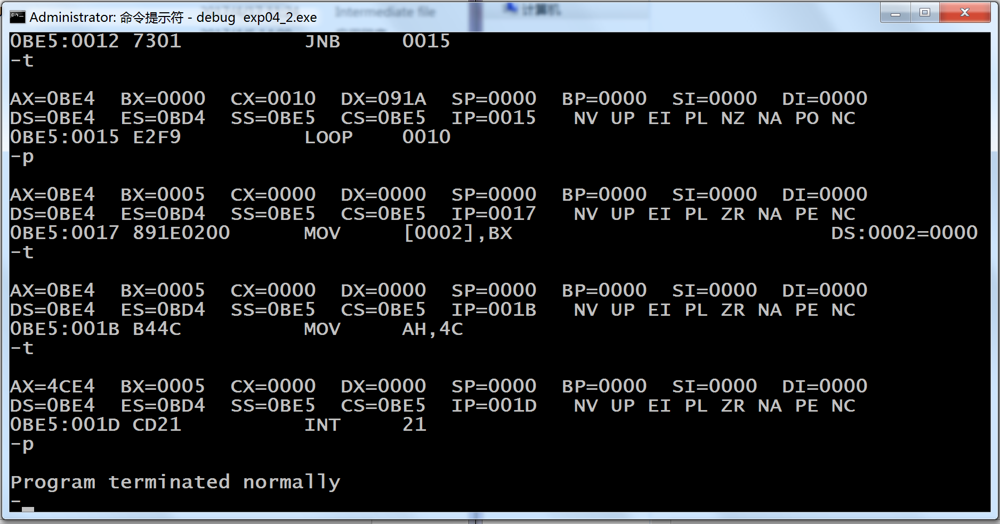 Intermediate file
计算机
Administrator: 命令提示符 - debug  exp04_2.exe
0BE5:0012 7301          JNB     0015
-t

AX=0BE4  BX=0000  CX=0010  DX=091A  SP=0000  BP=0000  SI=0000  DI=0000
DS=0BE4  ES=0BD4  SS=0BE5  CS=0BE5  IP=0015   NV UP EI PL NZ NA PO NC
0BE5:0015 E2F9          LOOP    0010
-p

AX=0BE4  BX=0005  CX=0000  DX=0000  SP=0000  BP=0000  SI=0000  DI=0000
DS=0BE4  ES=0BD4  SS=0BE5  CS=0BE5  IP=0017   NV UP EI PL ZR NA PE NC
0BE5:0017 891E0200      MOV     [0002],BX                          DS:0002=0000
-t

AX=0BE4  BX=0005  CX=0000  DX=0000  SP=0000  BP=0000  SI=0000  DI=0000
DS=0BE4  ES=0BD4  SS=0BE5  CS=0BE5  IP=001B   NV UP EI PL ZR NA PE NC
0BE5:001B B44C          MOV     AH,4C
-t

AX=4CE4  BX=0005  CX=0000  DX=0000  SP=0000  BP=0000  SI=0000  DI=0000
DS=0BE4  ES=0BD4  SS=0BE5  CS=0BE5  IP=001D   NV UP EI PL ZR NA PE NC
0BE5:001D CD21          INT     21
-p

Program terminated normally
-